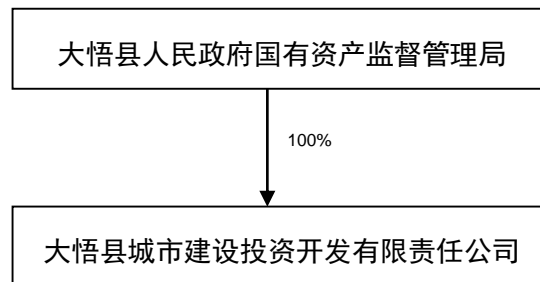 大悟县人民政府国有资产监督管理局
100%
大悟县城市建设投资开发有限责任公司